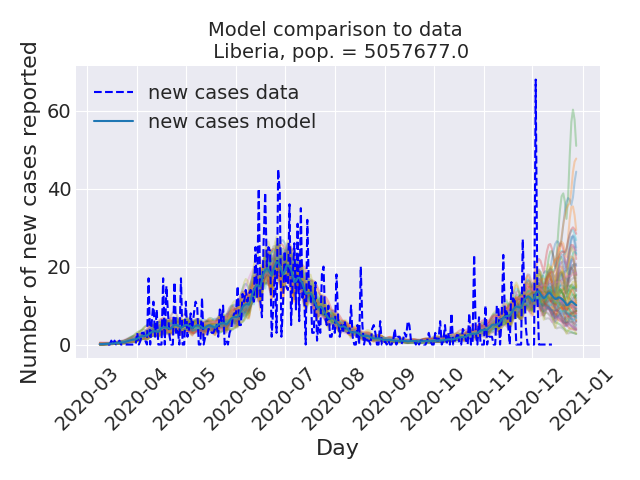 Model comparison to data
Liberia, pop. = 5057677.0
Number of new cases reported
60
40
20
0
new cases data
new cases model
2020-03
2020-04
2020-05
2020-06
2020-07
2020-08
2020-09
2020-10
2020-11
2020-12
2021-01
Day